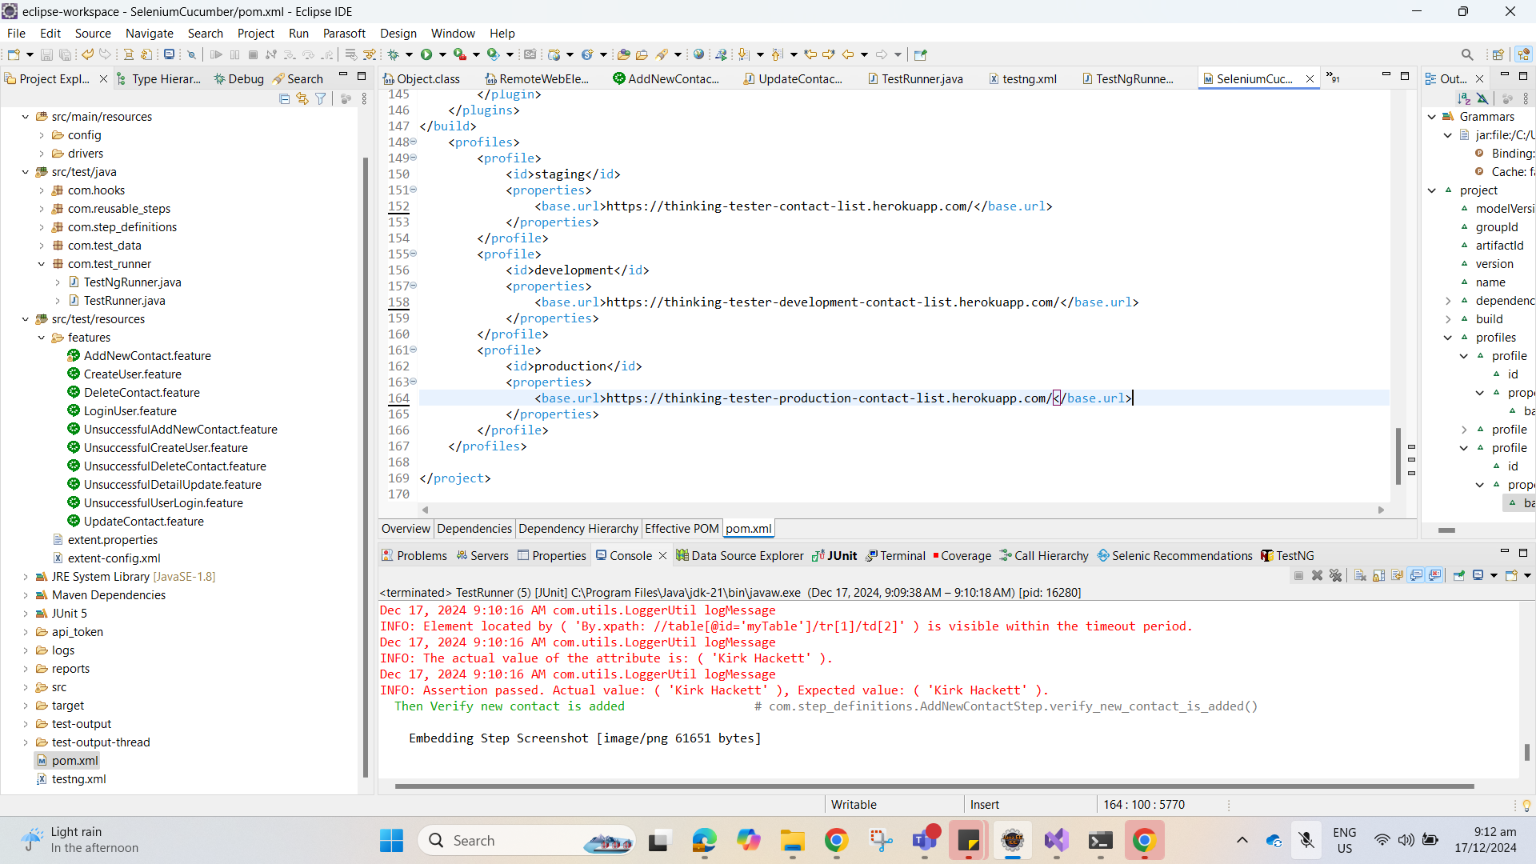 eclipse-workspace - SeleniumCucumber/pom.xml - Eclipse IDE
File Edit Source Navigate Search Project Run Parasoft Design Window Help
Project Expl... Type Hierar... Debug Search
src/main/resources
config
drivers
src/test/java
com.hooks
com.reusable_steps
com.step_definitions
com.test_data
com.test_runner
TestNgRunner.java
TestRunner.java
src/test/resources
features
AddNewContact.feature
CreateUser.feature
DeleteContact.feature
LoginUser.feature
UnsuccessfulAddNewContact.feature
UnsuccessfulCreateUser.feature
UnsuccessfulDeleteContact.feature
UnsuccessfulDetailUpdate.feature
UnsuccessfulUserLogin.feature
UpdateContact.feature
extent.properties
extent-config.xml
JRE System Library [JavaSE-1.8]
Maven Dependencies
JUnit 5
api_token
logs
reports
src
target
test-output
test-output-thread
pom.xml
testng.xml
Object.class RemoteWebEle... AddNewContac... UpdateContac... TestRunner.java testng.xml TestNgRunne... SeleniumCuc... »91
145 </plugin>
146 </plugins>
147 </build>
148 <profiles>
149 <profile>
150 <id>staging</id>
151 <properties>
152 <base.url>https://thinking-tester-contact-list.herokuapp.com/</base.url>
153 </properties>
154 </profile>
155 <profile>
156 <id>development</id>
157 <properties>
158 <base.url>https://thinking-tester-development-contact-list.herokuapp.com/</base.url>
159 </properties>
160 </profile>
161 <profile>
162 <id>production</id>
163 <properties>
164 <base.url>https://thinking-tester-production-contact-list.herokuapp.com/</base.url>
165 </properties>
166 </profile>
167 </profiles>
168
169 </project>
170
Overview Dependencies Dependency Hierarchy Effective POM pom.xml
Out...
Grammars
jar:file:/C:/U
Binding:
Cache: fa
project
modelVersi
groupId
artifactId
version
name
dependenc
build
profiles
profile
id
prope
ba
profile
profile
id
prope
ba
Problems Servers Properties Console Data Source Explorer JUnit Terminal Coverage Call Hierarchy Selenic Recommendations TestNG
<terminated> TestRunner (5) [JUnit] C:\Program Files\Java\jdk-21\bin\javaw.exe (Dec 17, 2024, 9:09:38 AM – 9:10:18 AM) [pid: 16280]
Dec 17, 2024 9:10:16 AM com.utils.LoggerUtil logMessage
INFO: Element located by ( 'By.xpath: //table[@id='myTable']/tr[1]/td[2]' ) is visible within the timeout period.
Dec 17, 2024 9:10:16 AM com.utils.LoggerUtil logMessage
INFO: The actual value of the attribute is: ( 'Kirk Hackett' ).
Dec 17, 2024 9:10:16 AM com.utils.LoggerUtil logMessage
INFO: Assertion passed. Actual value: ( 'Kirk Hackett' ), Expected value: ( 'Kirk Hackett' ).
Then Verify new contact is added # com.step_definitions.AddNewContactStep.verify_new_contact_is_added()
Embedding Step Screenshot [image/png 61651 bytes]
Writable Insert 164 : 100 : 5770
Light rain
In the afternoon
Search
ENG
US
9:12 am
17/12/2024